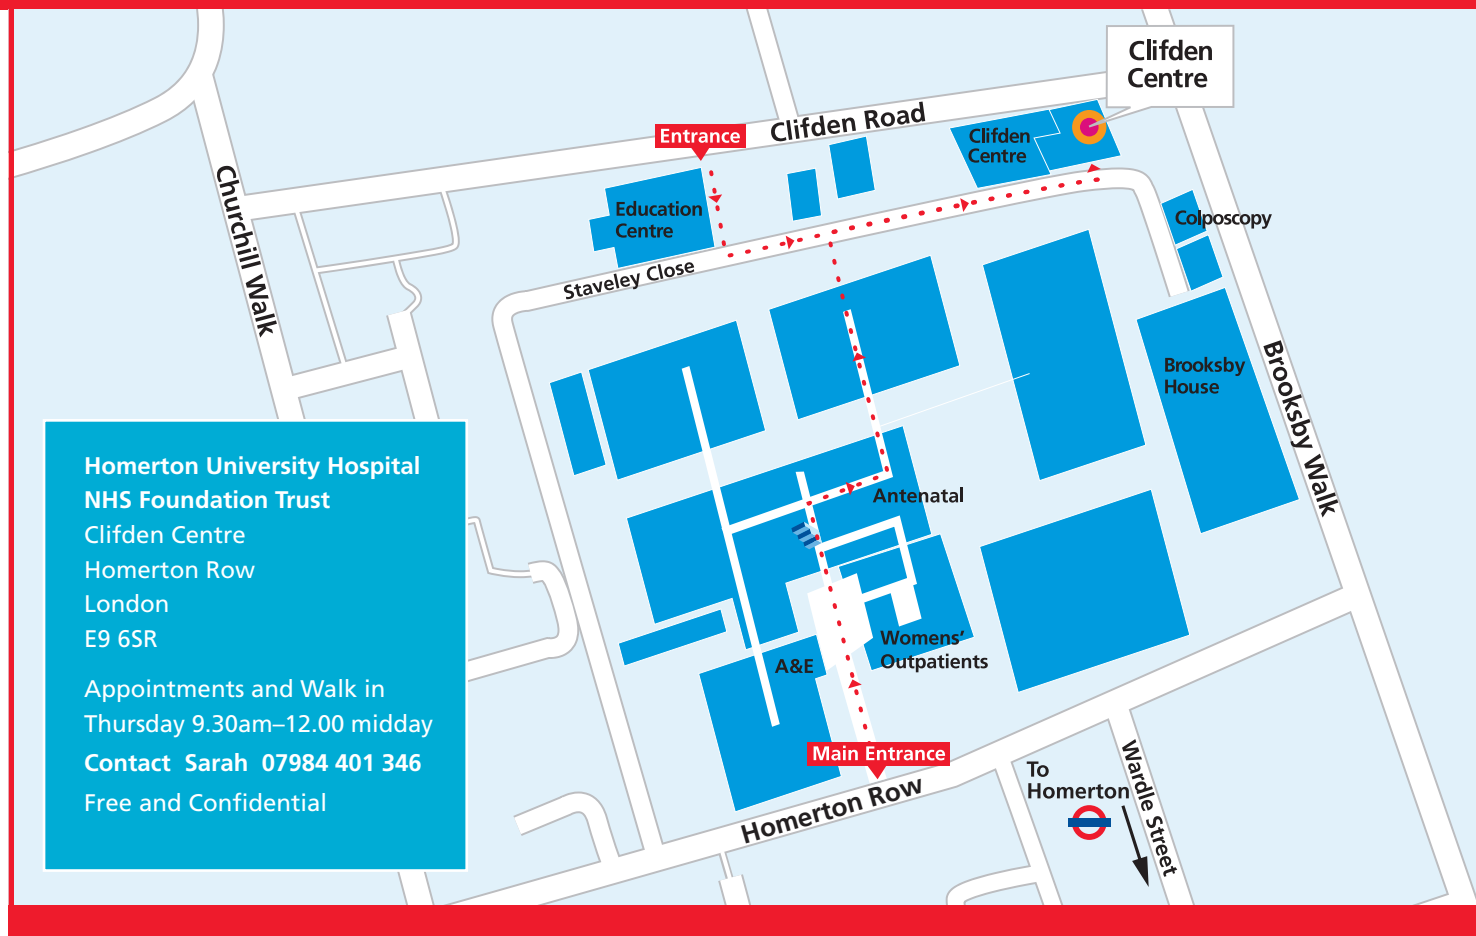 Clifden
Centre
Clifden Road
Entrance
Clifden
Centre
Churchill Walk
Education
Centre
Colposcopy
Staveley Close
Brooksby
House
Brooksby Walk
Homerton University Hospital
NHS Foundation Trust
Clifden Centre
Homerton Row
London
E9 6SR
Appointments and Walk in
Thursday 9.30am–12.00 midday
Contact  Sarah  07984 401 346
Free and Confidential
Antenatal
Womens’
Outpatients
A&E
Main Entrance
Homerton Row
To
Homerton
Wardle Street